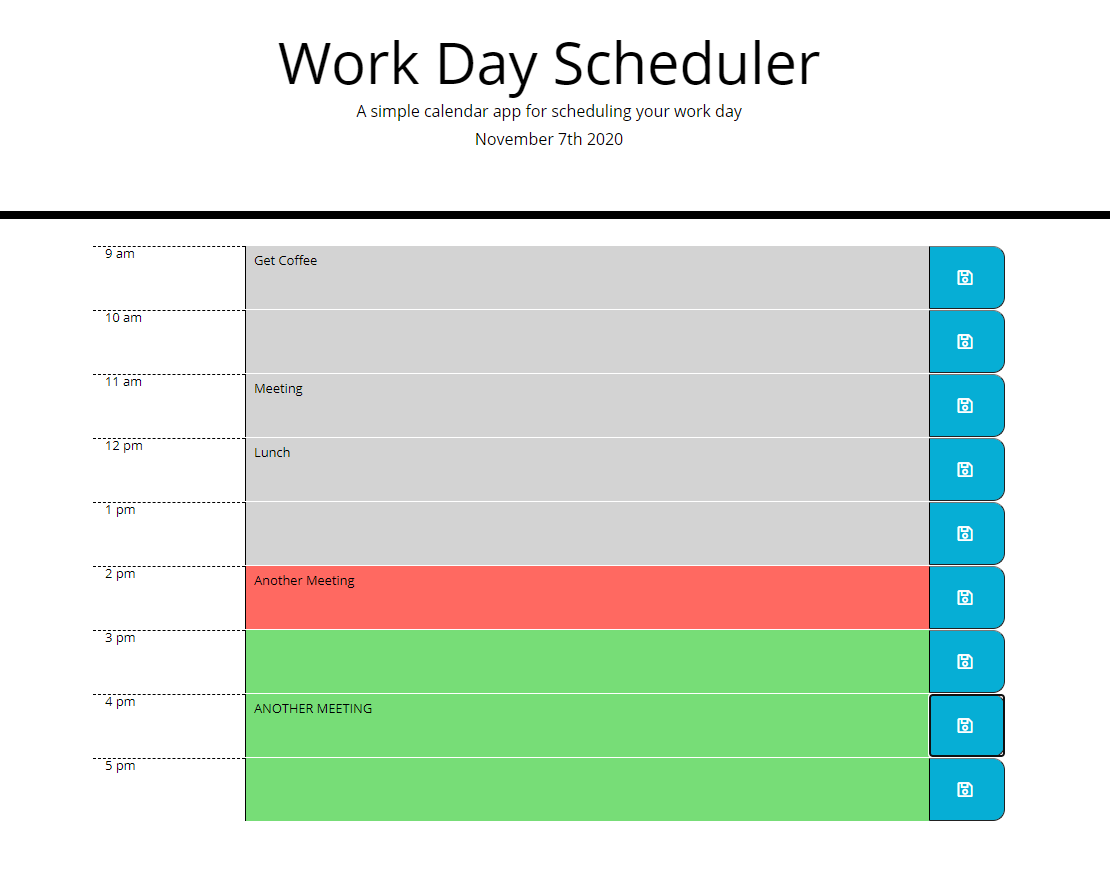 Work Day Scheduler
A simple calendar app for scheduling your work day
November 7th 2020
9 am
Get Coffee
10 am
11 am
Meeting
12 pm
Lunch
1 pm
2 pm
Another Meeting
3 pm
4 pm
ANOTHER MEETING
5 pm